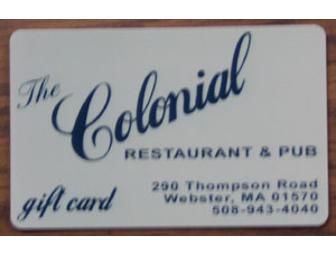 The
Colonial
RESTAURANT & PUB
gift card
290 Thompson Road
Webster, MA 01570
508-943-4040